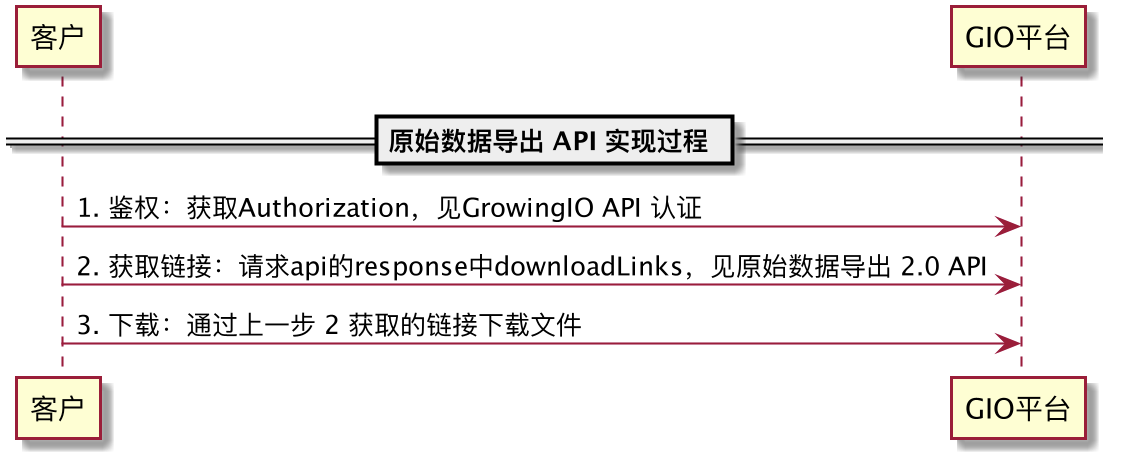 客户
GIO平台
原始数据导出 API 实现过程
1. 鉴权：获取Authorization，见GrowingIO API 认证
2. 获取链接：请求api的response中downloadLinks，见原始数据导出 2.0 API
3. 下载：通过上一步 2 获取的链接下载文件
客户
GIO平台